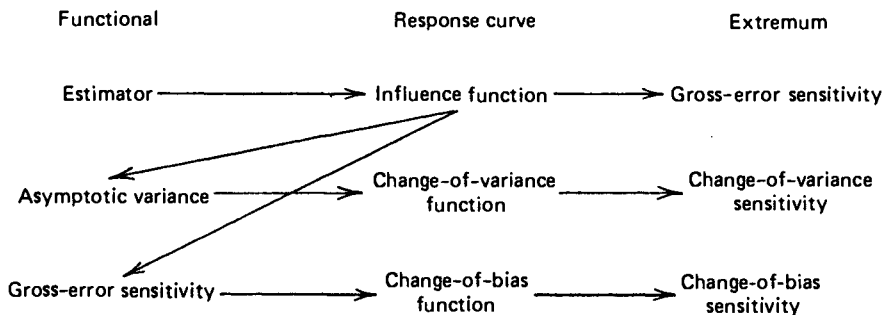 Functional Response curve Extremum
Estimator Influence function Gross-error sensitivity
Asymptotic variance Change-of-variance function Change-of-variance sensitivity
Gross-error sensitivity Change-of-bias function Change-of-bias sensitivity